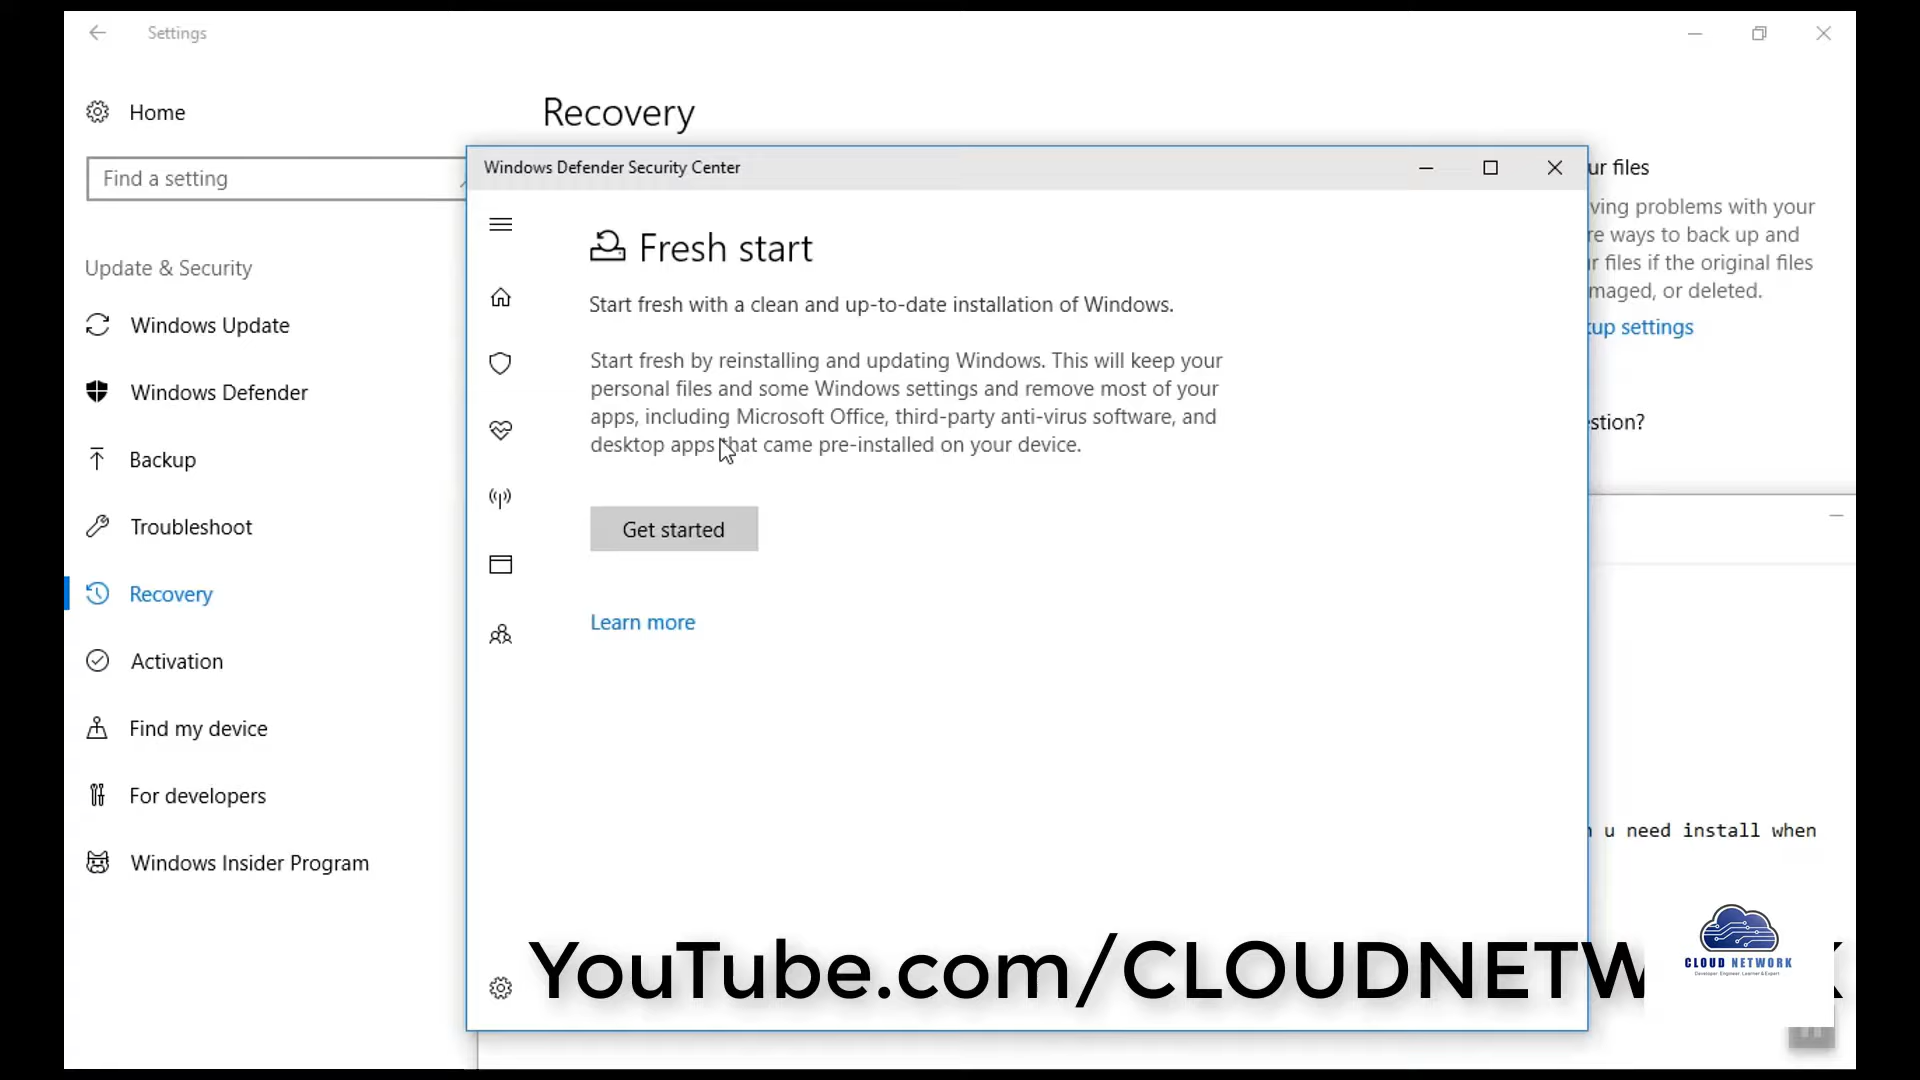 Settings
Home
Find a setting
Update & Security
Windows Update
Windows Defender
Backup
Troubleshoot
Recovery
Activation
Find my device
For developers
Windows Insider Program
Recovery
Windows Defender Security Center
Fresh start
Start fresh with a clean and up-to-date installation of Windows.
Start fresh by reinstalling and updating Windows. This will keep your
personal files and some Windows settings and remove most of your
apps, including Microsoft Office, third-party anti-virus software, and
desktop apps that came pre-installed on your device.
Get started
Learn more
ur files
ving problems with your
re ways to back up and
r files if the original files
maged, or deleted.
kup settings
stion?
u need install when
YouTube.com/CLOUDNETW
CLOUD NETWORK
Developer, Engineer, Learner & Expert